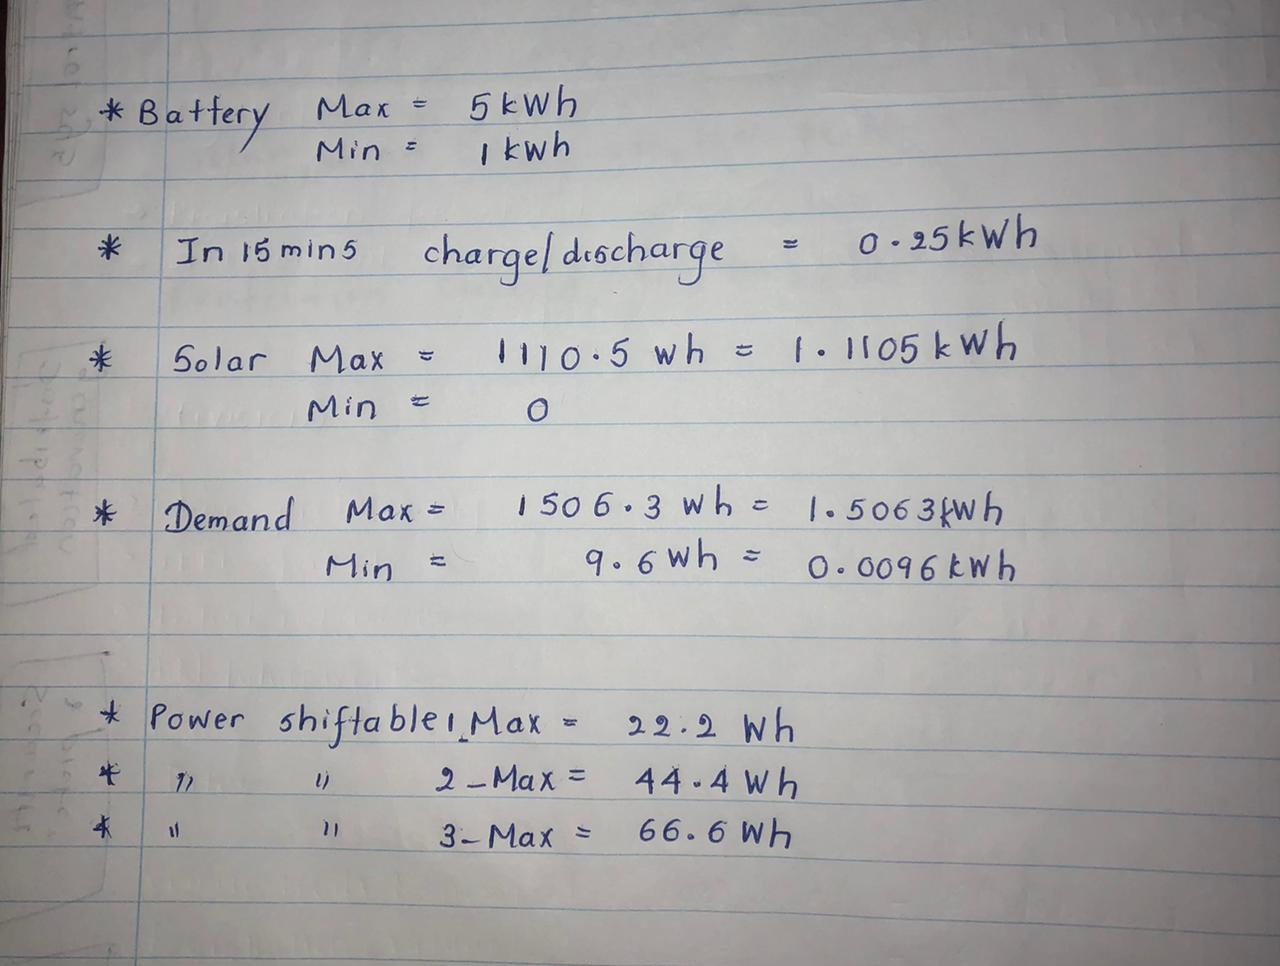 * Battery Max = 5 kWh
Min = 1 kWh
* In 15 mins charge/discharge = 0.25 kWh
* Solar Max = 1110.5 wh = 1.1105 kWh
Min = 0
* Demand Max = 1506.3 wh = 1.5063 kWh
Min = 9.6 Wh = 0.0096 kWh
* Power shiftable 1_Max = 22.2 Wh
* " " 2-Max = 44.4 Wh
* " " 3-Max = 66.6 Wh